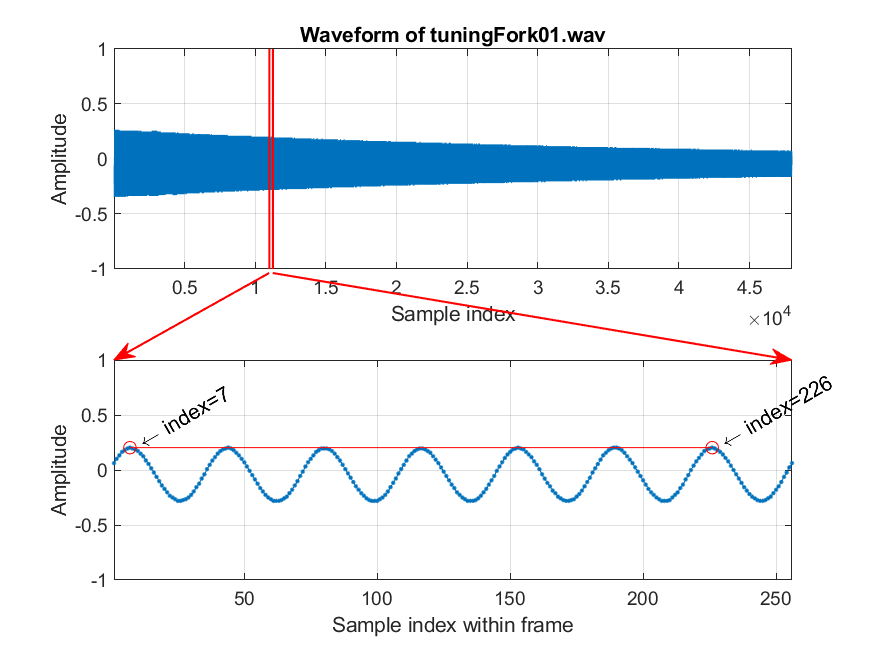 Waveform of tuningFork01.wav
Amplitude
1
0.5
0
-0.5
-1
0.5 1 1.5 2 2.5 3 3.5 4 4.5
Sample index
×10⁴
Amplitude
1
0.5
0
-0.5
-1
← index=7
← index=226
50 100 150 200 250
Sample index within frame